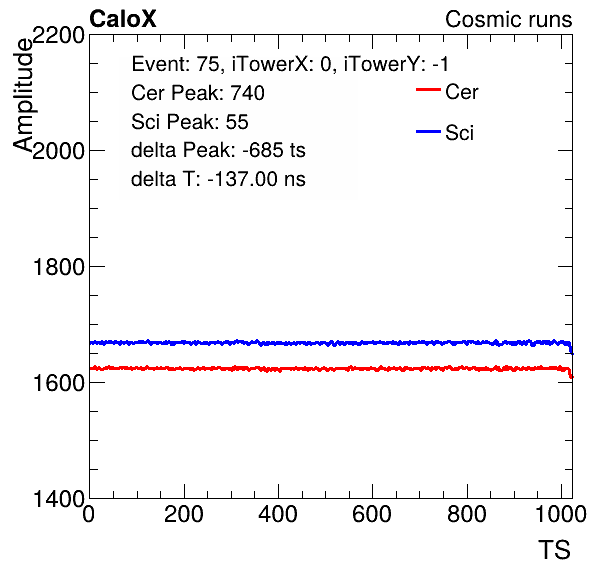 CaloX Cosmic runs
Event: 75, iTowerX: 0, iTowerY: -1
Cer Peak: 740
Sci Peak: 55
delta Peak: -685 ts
delta T: -137.00 ns
Cer
Sci
Amplitude
2200
2000
1800
1600
1400
0 200 400 600 800 1000
TS